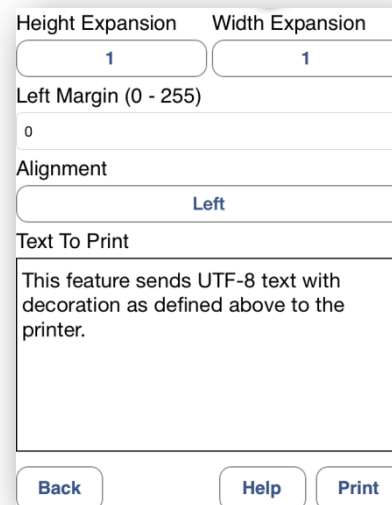 Height Expansion Width Expansion
1 1
Left Margin (0 - 255)
0
Alignment
Left
Text To Print
This feature sends UTF-8 text with
decoration as defined above to the
printer.
Back Help Print